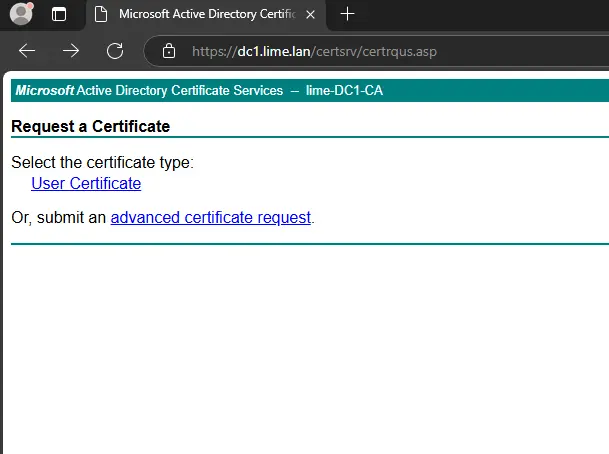 Microsoft Active Directory Certific
https://dc1.lime.lan/certsrv/certrqus.asp
Microsoft Active Directory Certificate Services -- lime-DC1-CA
Request a Certificate
Select the certificate type:
User Certificate
Or, submit an advanced certificate request.